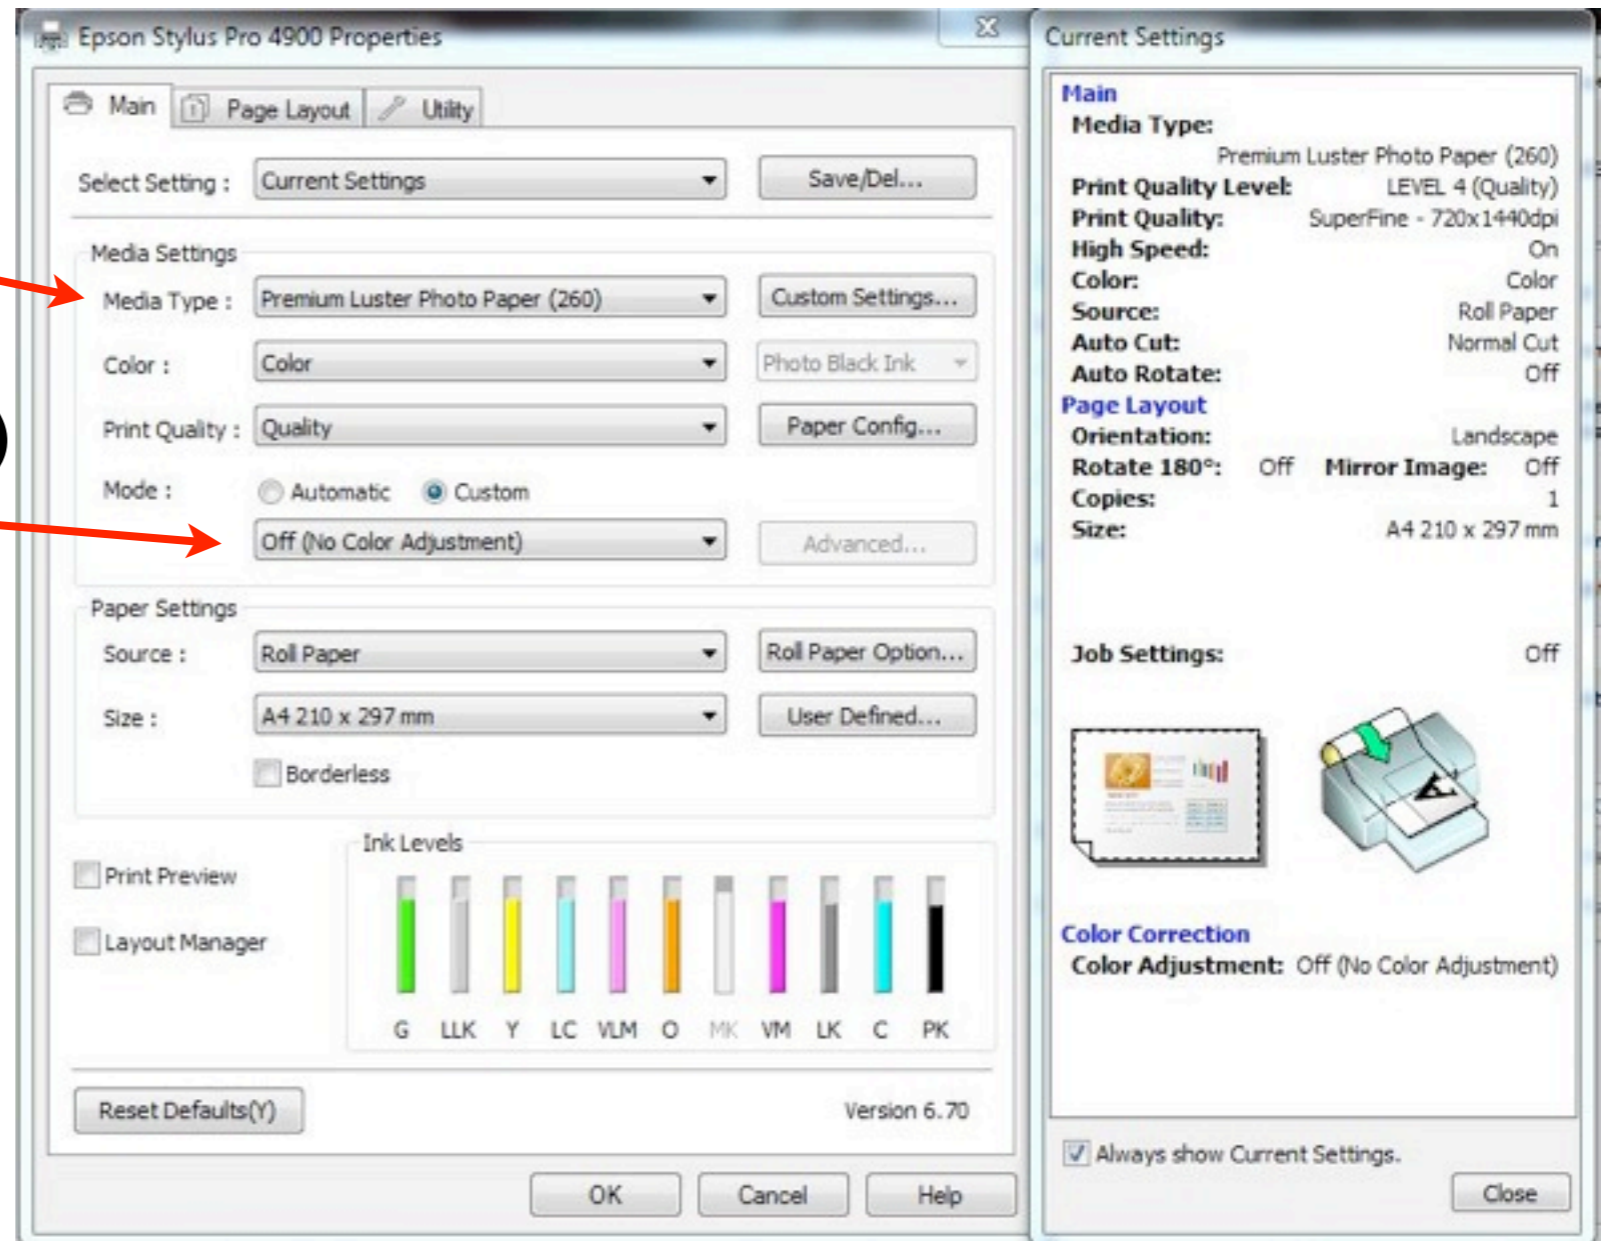 Epson Stylus Pro 4900 Properties
Main Page Layout Utility
Select Setting : Current Settings Save/Del...
Media Settings
Media Type : Premium Luster Photo Paper (260) Custom Settings...
Color : Color Photo Black Ink
Print Quality : Quality Paper Config...
Mode : Automatic Custom
Off (No Color Adjustment) Advanced...
Paper Settings
Source : Roll Paper Roll Paper Option...
Size : A4 210 x 297 mm User Defined...
Borderless
Print Preview
Layout Manager
Ink Levels
G LLK Y LC VLM O MK VM LK C PK
Reset Defaults(Y) Version 6.70
OK Cancel Help
Current Settings
Main
Media Type:
Premium Luster Photo Paper (260)
Print Quality Level: LEVEL 4 (Quality)
Print Quality: SuperFine - 720x1440dpi
High Speed: On
Color: Color
Source: Roll Paper
Auto Cut: Normal Cut
Auto Rotate: Off
Page Layout
Orientation: Landscape
Rotate 180°: Off Mirror Image: Off
Copies: 1
Size: A4 210 x 297 mm
Job Settings: Off
A
Color Correction
Color Adjustment: Off (No Color Adjustment)
Always show Current Settings.
Close